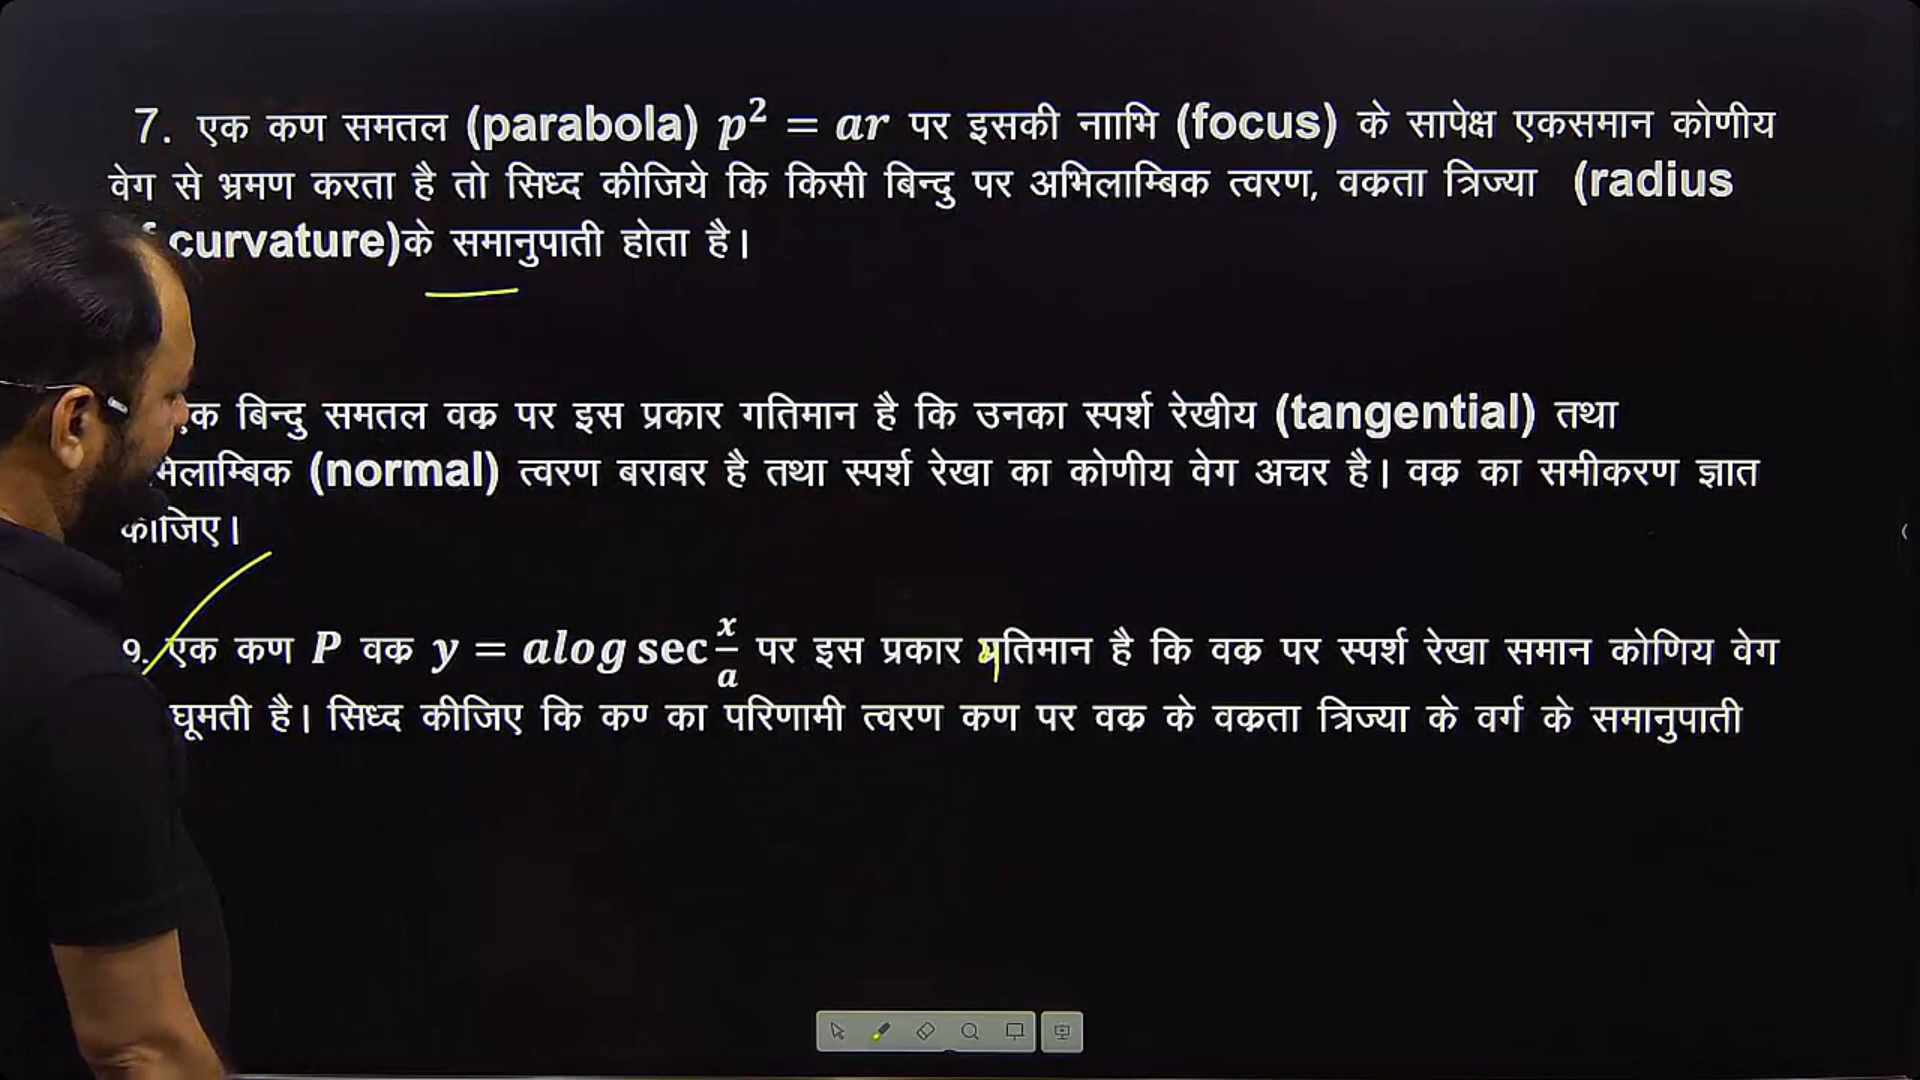 7. एक कण समतल (parabola) p² = ar पर इसकी नााभि (focus) के सापेक्ष एकसमान कोणीय
वेग से भ्रमण करता है तो सिध्द कीजिये कि किसी बिन्दु पर अभिलाम्बिक त्वरण, वक्रता त्रिज्या (radius
curvature)के समानुपाती होता है।
बिन्दु समतल वक्र पर इस प्रकार गतिमान है कि उनका स्पर्श रेखीय (tangential) तथा
(normal) त्वरण बराबर है तथा स्पर्श रेखा का कोणीय वेग अचर है। वक्र का समीकरण ज्ञात
कीजिए।
9. एक कण P वक्र y = alog sec x/a पर इस प्रकार गतिमान है कि वक्र पर स्पर्श रेखा समान कोणिय वेग
घूमती है। सिध्द कीजिए कि कण का परिणामी त्वरण कण पर वक्र के वक्रता त्रिज्या के वर्ग के समानुपाती